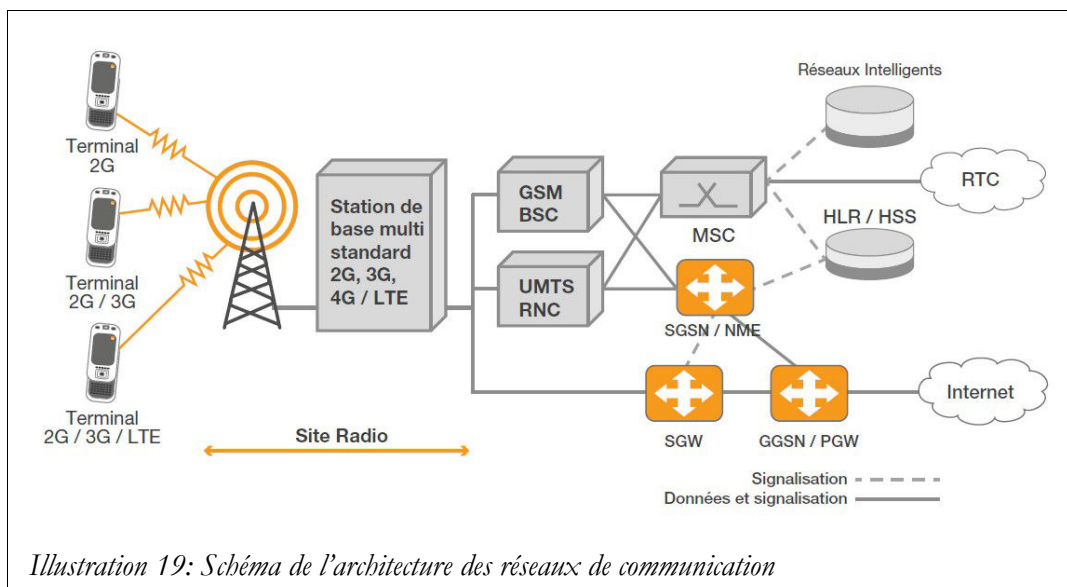 Terminal
2G
Terminal
2G / 3G
Terminal
2G / 3G / LTE
Station de
base multi
standard
2G, 3G,
4G / LTE
Site Radio
GSM
BSC
UMTS
RNC
MSC
SGSN / NME
SGW
GGSN / PGW
Réseaux Intelligents
RTC
HLR / HSS
Internet
Signalisation
Données et signalisation
Illustration 19: Schéma de l'architecture des réseaux de communication